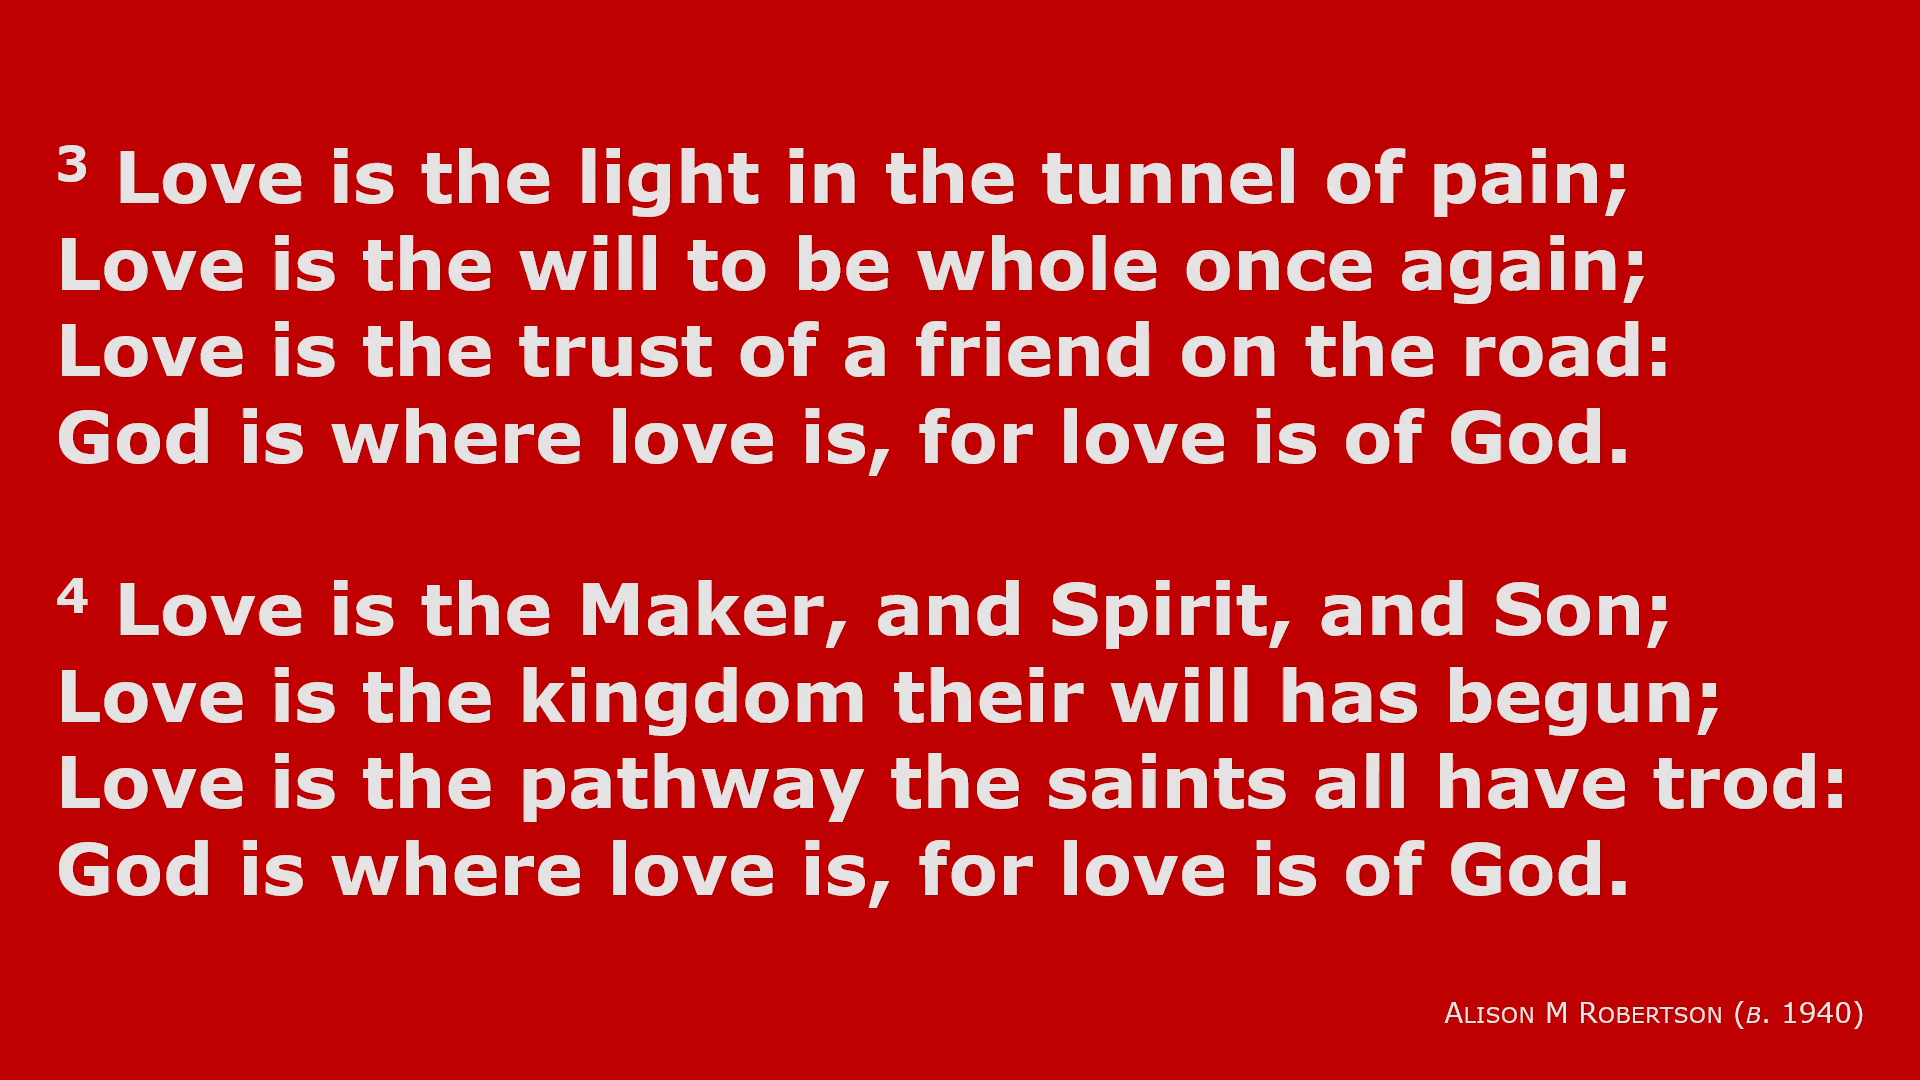 3 Love is the light in the tunnel of pain;
Love is the will to be whole once again;
Love is the trust of a friend on the road:
God is where love is, for love is of God.
4 Love is the Maker, and Spirit, and Son;
Love is the kingdom their will has begun;
Love is the pathway the saints all have trod:
God is where love is, for love is of God.
ALISON M ROBERTSON (B. 1940)